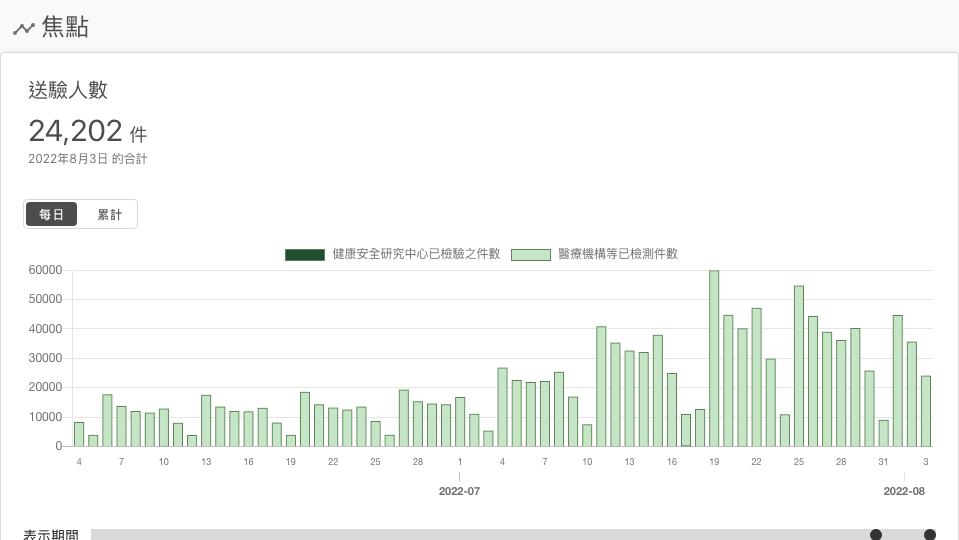 焦點
送驗人數
24,202 件
2022年8月3日 的合計
每日 累計
健康安全研究中心已檢驗之件數 醫療機構等已檢測件數
60000
50000
40000
30000
20000
10000
0
4 7 10 13 16 19 22 25 28 1 4 7 10 13 16 19 22 25 28 31 3
2022-07 2022-08
表示期間